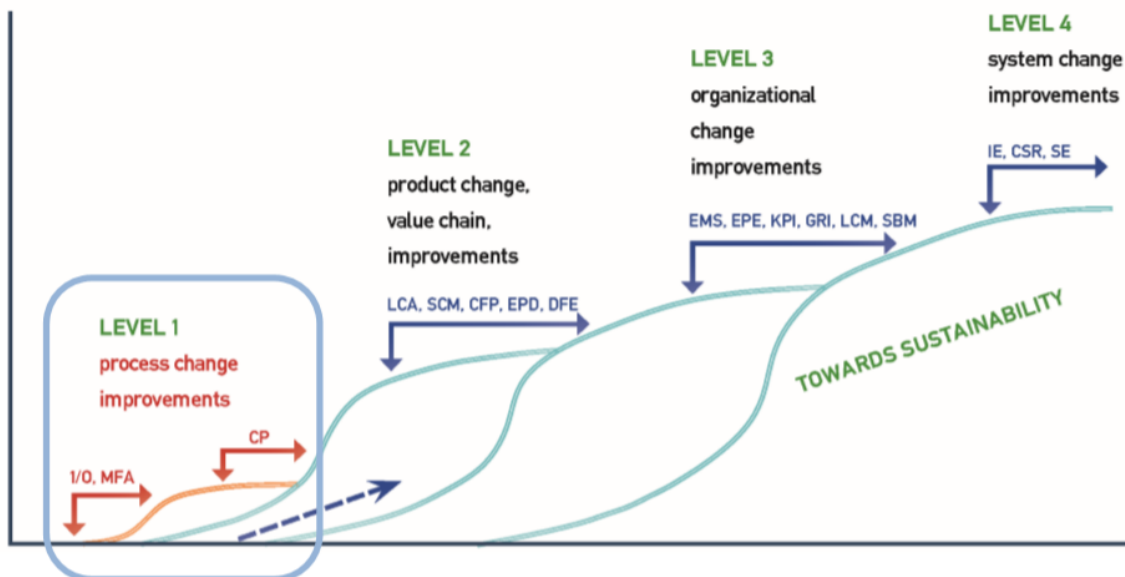 LEVEL 1
process change
improvements
1/O, MFA
CP
LEVEL 2
product change,
value chain,
improvements
LCA, SCM, CFP, EPD, DFE
LEVEL 3
organizational
change
improvements
EMS, EPE, KPI, GRI, LCM, SBM
LEVEL 4
system change
improvements
IE, CSR, SE
TOWARDS SUSTAINABILITY